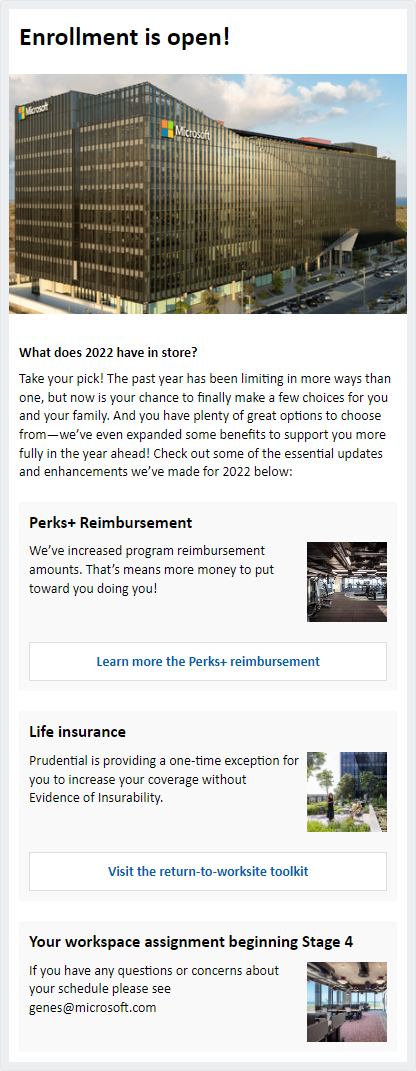 Enrollment is open!
Microsoft
Microsoft
What does 2022 have in store?
Take your pick! The past year has been limiting in more ways than
one, but now is your chance to finally make a few choices for you
and your family. And you have plenty of great options to choose
from—we’ve even expanded some benefits to support you more
fully in the year ahead! Check out some of the essential updates
and enhancements we’ve made for 2022 below:
Perks+ Reimbursement
We’ve increased program reimbursement
amounts. That’s means more money to put
toward you doing you!
Learn more the Perks+ reimbursement
Life insurance
Prudential is providing a one-time exception for
you to increase your coverage without
Evidence of Insurability.
Visit the return-to-worksite toolkit
Your workspace assignment beginning Stage 4
If you have any questions or concerns about
your schedule please see
genes@microsoft.com